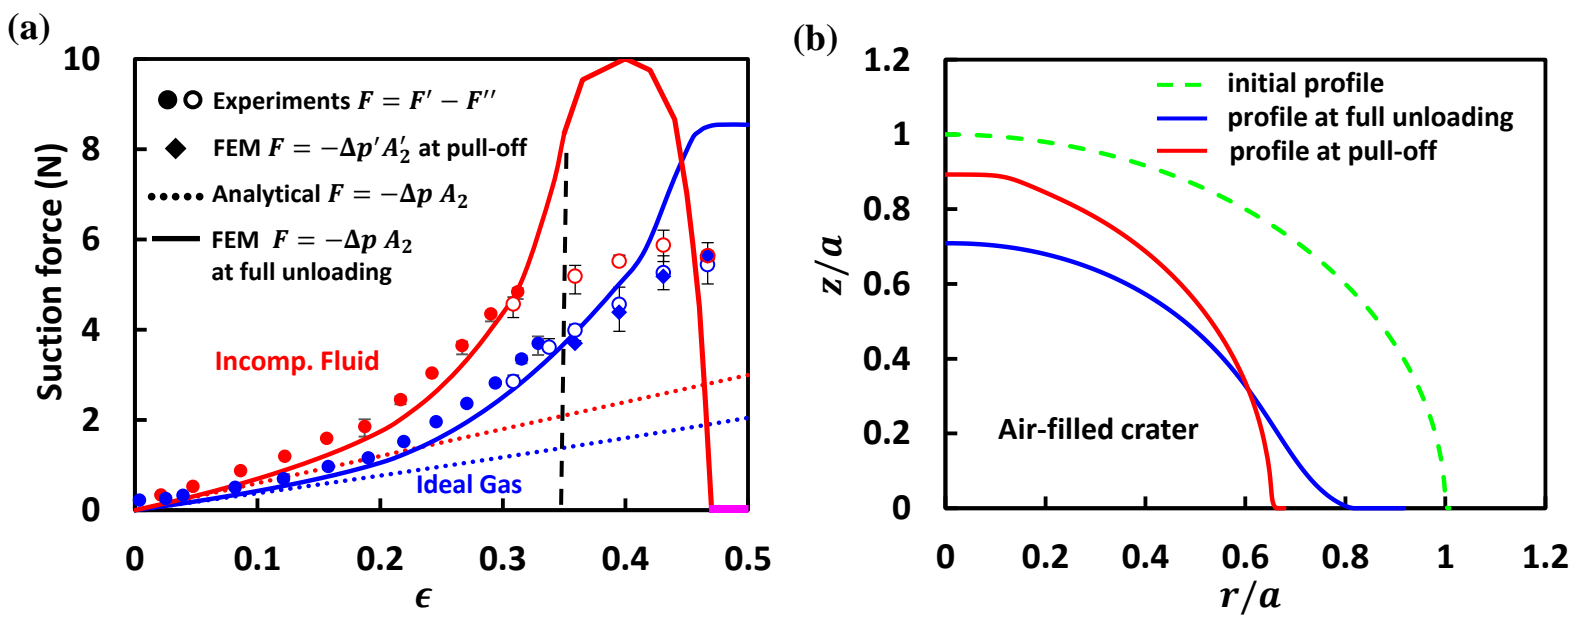 (a)
Suction force (N)
10
8
6
4
2
0
Experiments F = F′ − F″
FEM F = −Δp′A₂′ at pull-off
Analytical F = −Δp A₂
FEM F = −Δp A₂
at full unloading
Incomp. Fluid
Ideal Gas
0 0.1 0.2 0.3 0.4 0.5
ϵ
(b)
z/a
1.2
1
0.8
0.6
0.4
0.2
0
initial profile
profile at full unloading
profile at pull-off
Air-filled crater
0 0.2 0.4 0.6 0.8 1 1.2
r/a